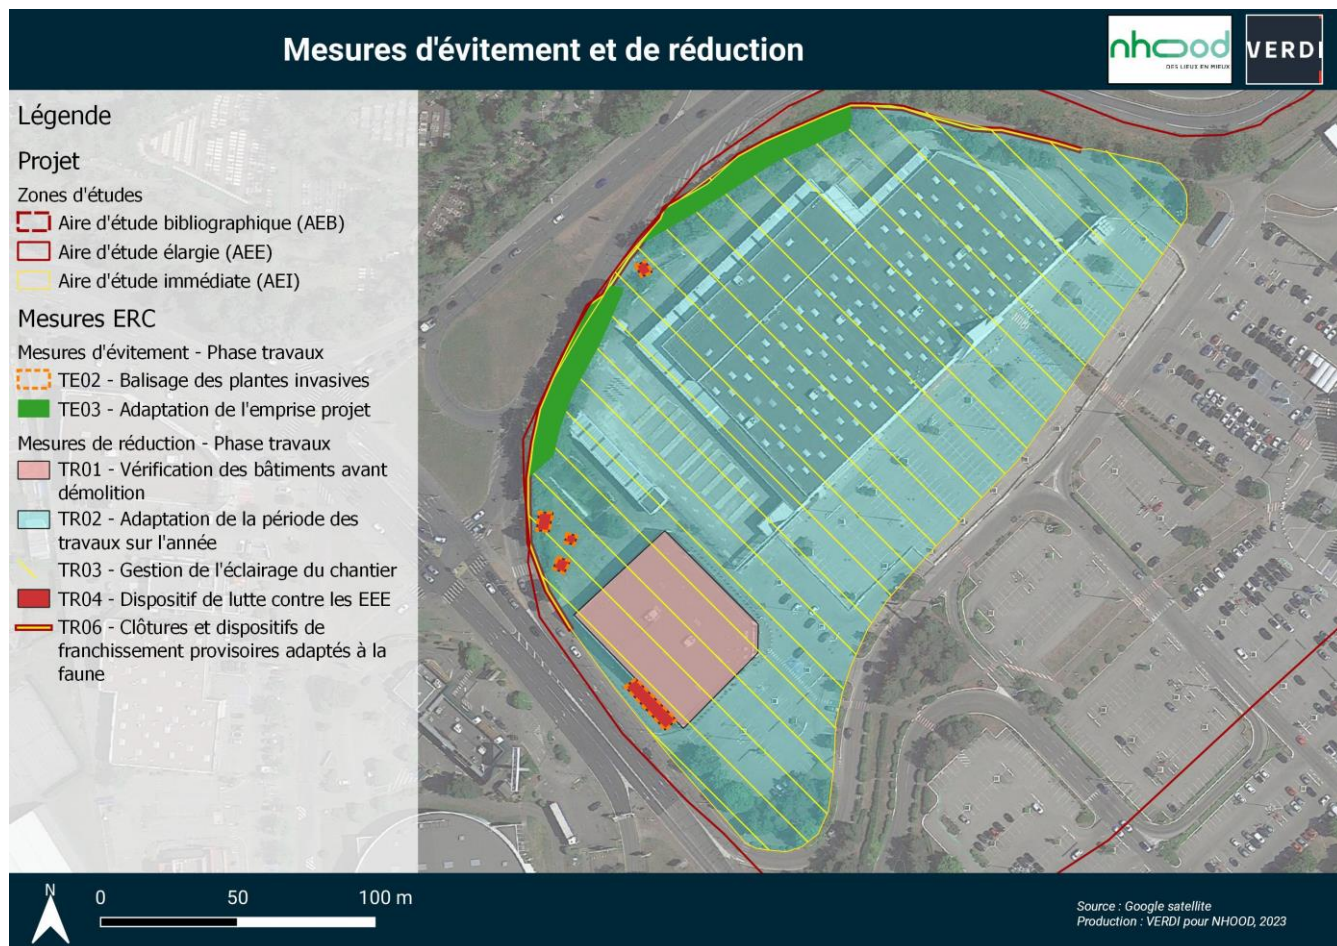 Mesures d'évitement et de réduction
nhood
DES LIEUX EN MIEUX
VERDI
Légende
Projet
Zones d'études
Aire d'étude bibliographique (AEB)
Aire d'étude élargie (AEE)
Aire d'étude immédiate (AEI)
Mesures ERC
Mesures d'évitement - Phase travaux
TE02 - Balisage des plantes invasives
TE03 - Adaptation de l'emprise projet
Mesures de réduction - Phase travaux
TR01 - Vérification des bâtiments avant
démolition
TR02 - Adaptation de la période des
travaux sur l'année
TR03 - Gestion de l'éclairage du chantier
TR04 - Dispositif de lutte contre les EEE
TR06 - Clôtures et dispositifs de
franchissement provisoires adaptés à la
faune
N
0 50 100 m
Source : Google satellite
Production : VERDI pour NHOOD, 2023